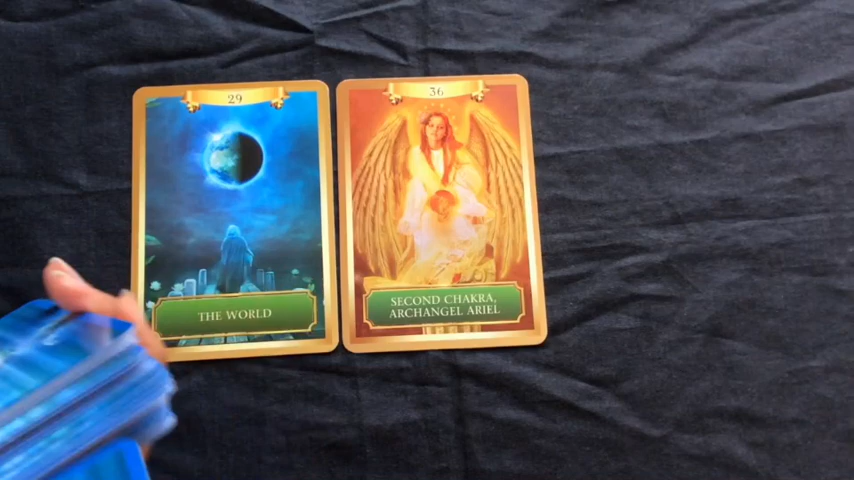 29
THE WORLD
36
SECOND CHAKRA,
ARCHANGEL ARIEL